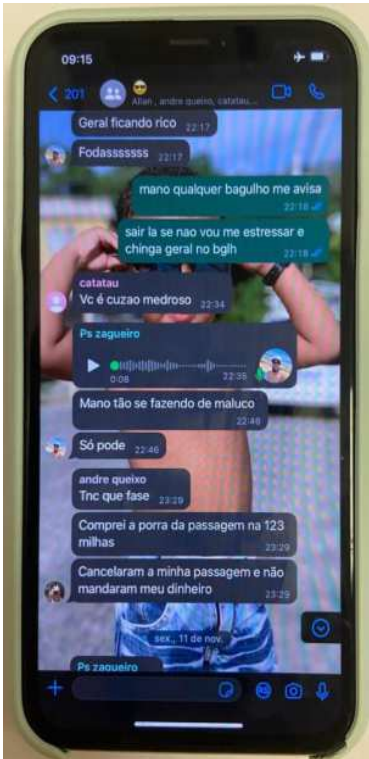 09:15
201
Allan, andre queixo, catatau,...
Geral ficando rico 22:17
Fodasssssss 22:17
mano qualquer bagulho me avisa
22:18
sair la se nao vou me estressar e
chinga geral no bglh 22:18
catatau
Vc é cuzao medroso 22:34
Ps zagueiro
0:08 22:35
Mano tão se fazendo de maluco
22:46
Só pode 22:46
andre queixo
Tnc que fase 23:29
Comprei a porra da passagem na 123
milhas 23:29
Cancelaram a minha passagem e não
mandaram meu dinheiro 23:29
sex., 11 de nov.
Ps zagueiro